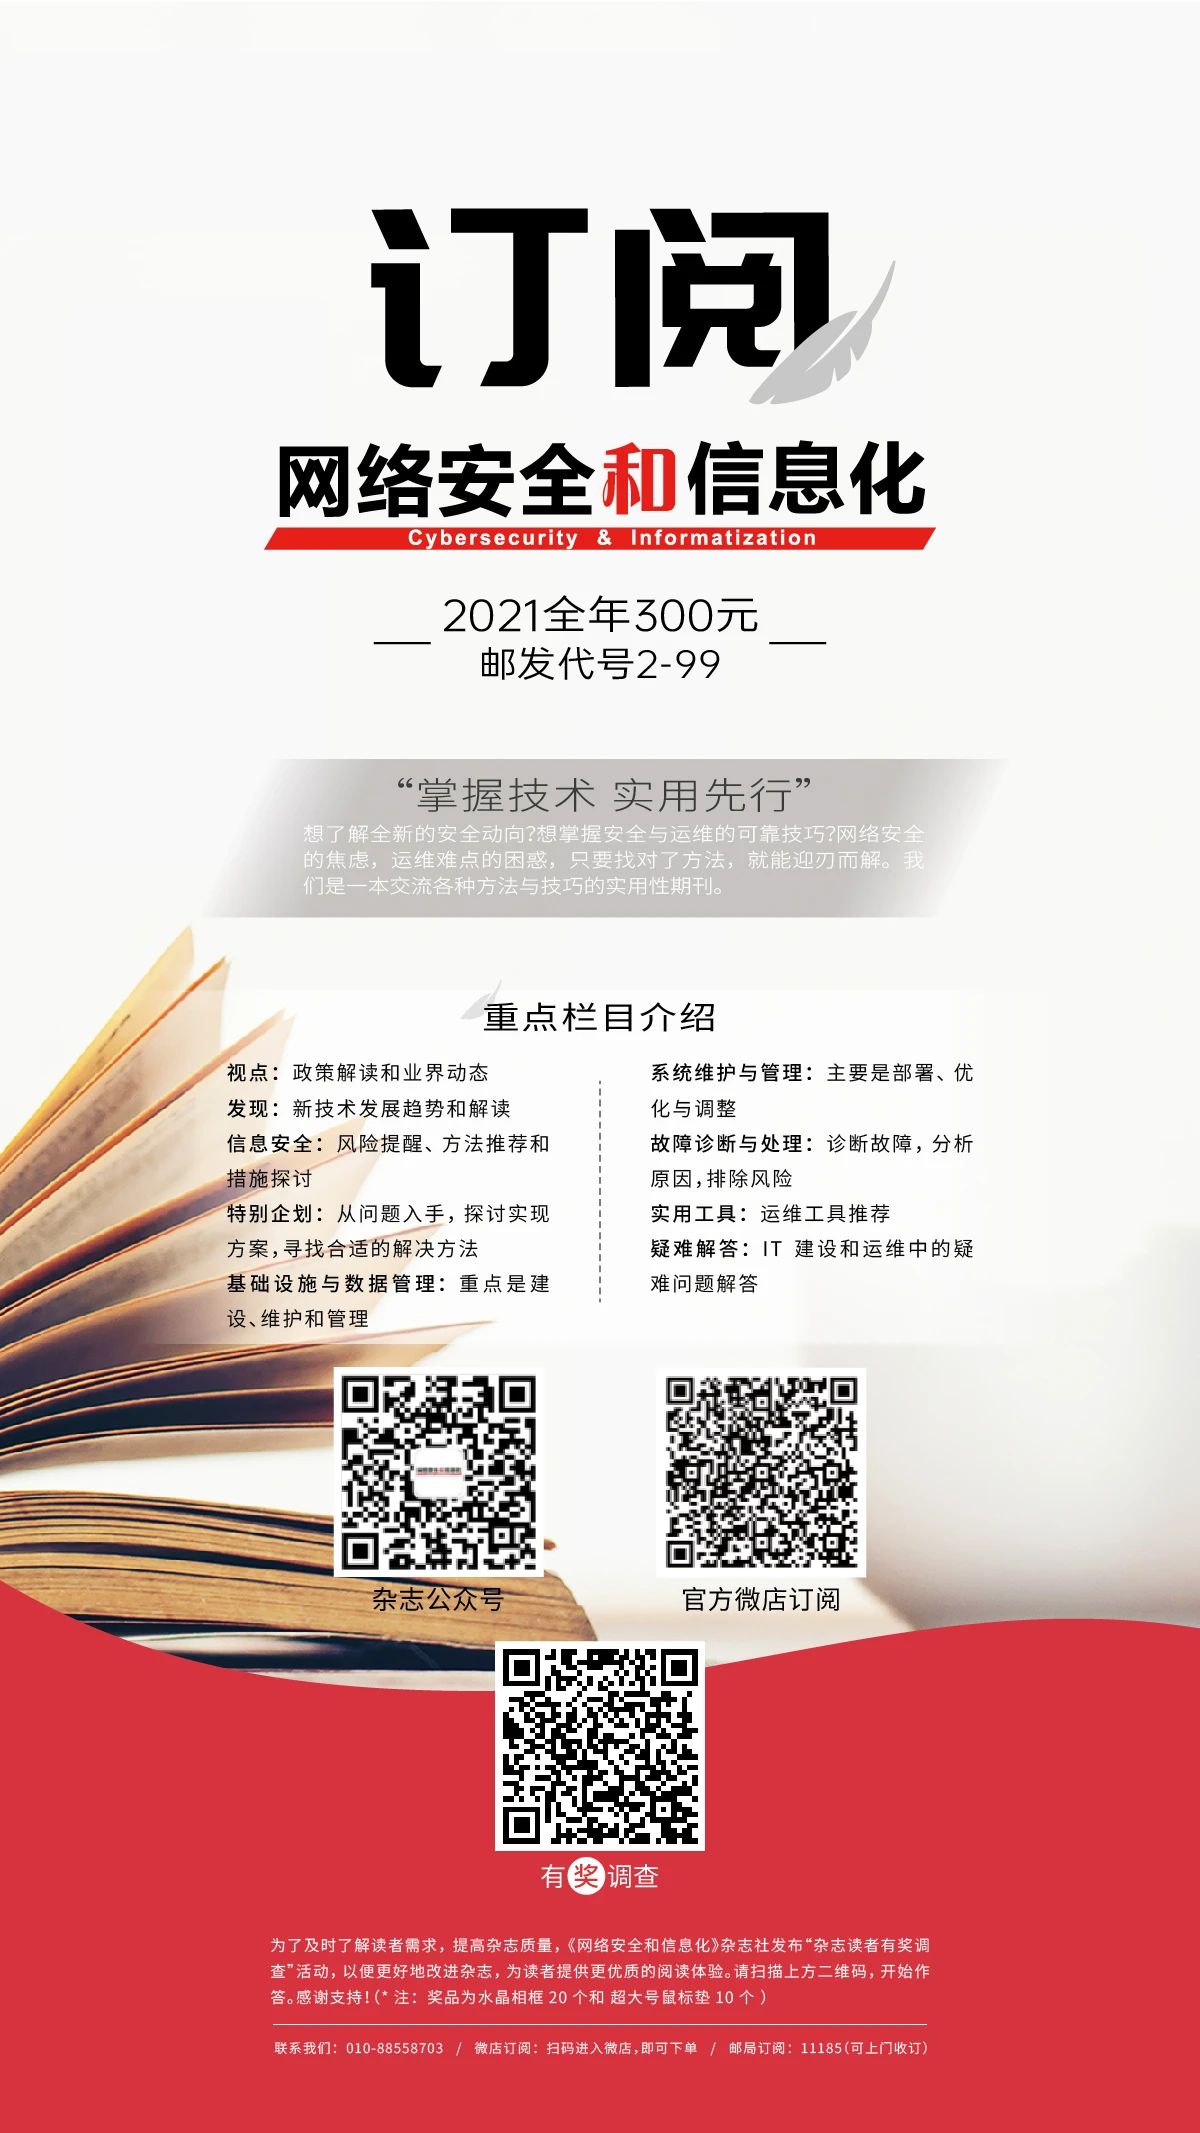 订阅
网络安全和信息化
Cybersecurity & Informatization
2021全年300元
邮发代号2-99
“掌握技术 实用先行”
想了解全新的安全动向?想掌握安全与运维的可靠技巧?网络安全
的焦虑，运维难点的困惑，只要找对了方法，就能迎刃而解。我
们是一本交流各种方法与技巧的实用性期刊。
重点栏目介绍
视点：政策解读和业界动态
发现：新技术发展趋势和解读
信息安全：风险提醒、方法推荐和
措施探讨
特别企划：从问题入手，探讨实现
方案，寻找合适的解决方法
基础设施与数据管理：重点是建
设、维护和管理
系统维护与管理：主要是部署、优
化与调整
故障诊断与处理：诊断故障，分析
原因，排除风险
实用工具：运维工具推荐
疑难解答：IT 建设和运维中的疑
难问题解答
杂志公众号
官方微店订阅
有奖调查
为了及时了解读者需求，提高杂志质量，《网络安全和信息化》杂志社发布“杂志读者有奖调
查”活动，以便更好地改进杂志，为读者提供更优质的阅读体验。请扫描上方二维码，开始作
答。感谢支持！（* 注：奖品为水晶相框 20 个和 超大号鼠标垫 10 个 ）
联系我们：010-88558703 / 微店订阅：扫码进入微店，即可下单 / 邮局订阅：11185（可上门收订）